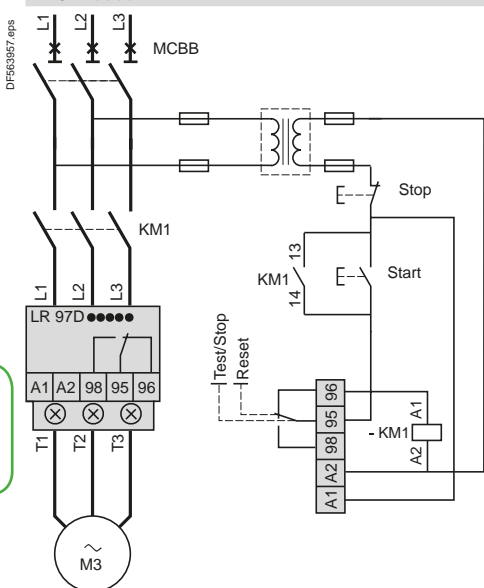 DF563957.eps
L1
L2
L3
MCBB
Stop
KM1
13
KM1
14
Start
L1
L2
L3
LR 97D●●●●●
Test/Stop
Reset
A1 A2 98 95 96
96
95
98
A2
A1
A1
- KM1
A2
T1
T2
T3
M3